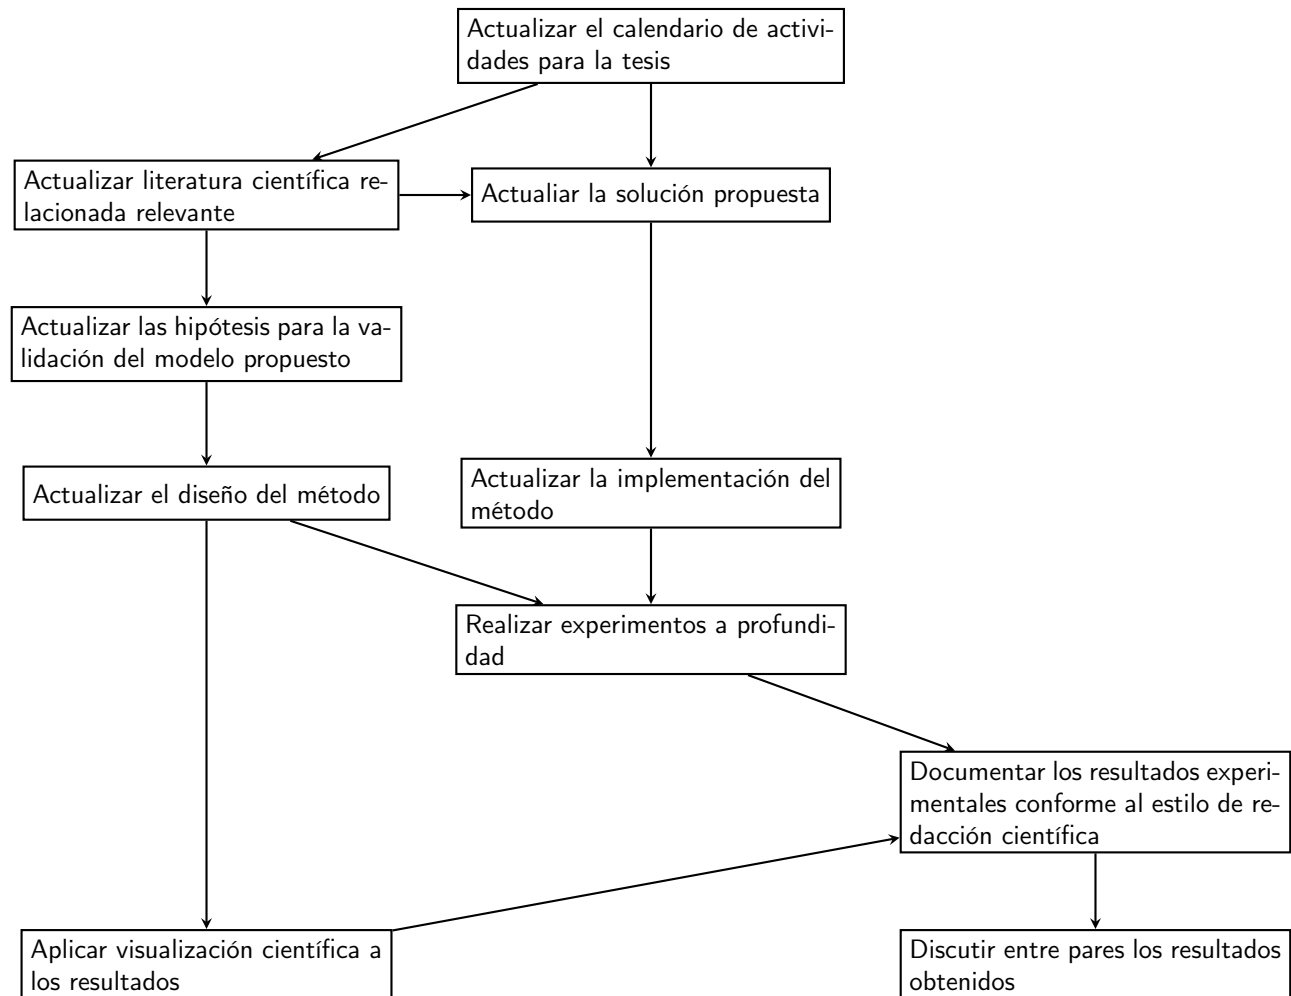 Actualizar el calendario de activi-
dades para la tesis
Actualizar literatura científica re-
lacionada relevante
Actualiar la solución propuesta
Actualizar las hipótesis para la va-
lidación del modelo propuesto
Actualizar el diseño del método
Actualizar la implementación del
método
Realizar experimentos a profundi-
dad
Documentar los resultados experi-
mentales conforme al estilo de re-
dacción científica
Aplicar visualización científica a
los resultados
Discutir entre pares los resultados
obtenidos